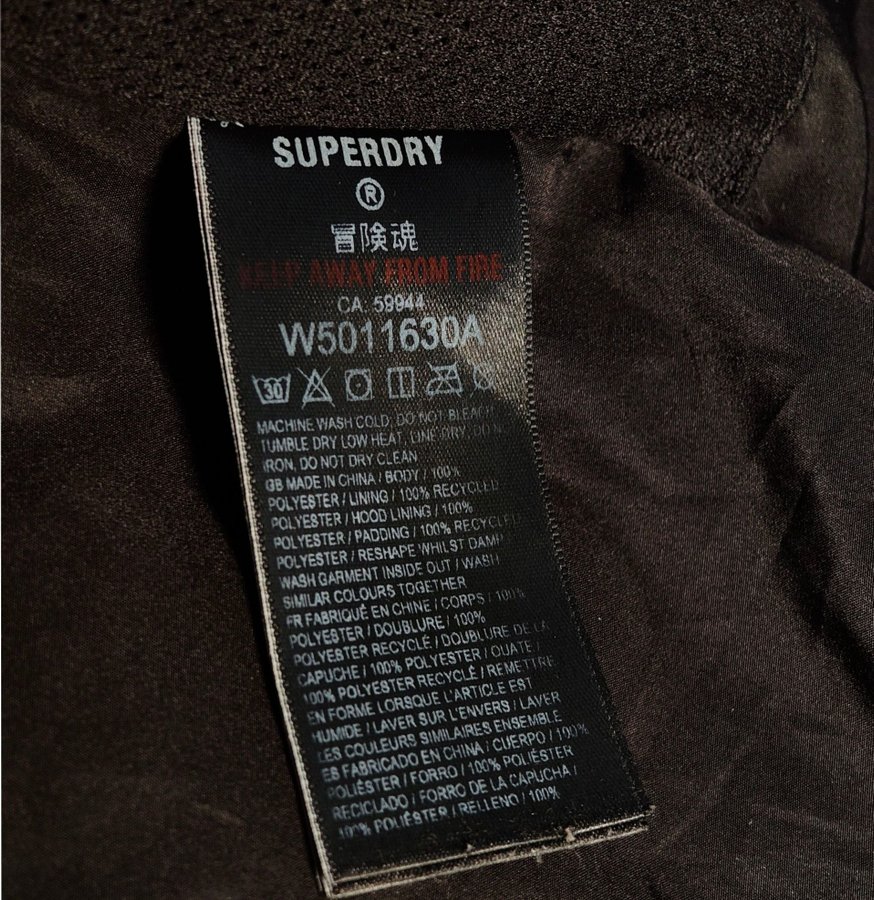 SUPERDRY
®
冒険魂
KEEP AWAY FROM FIRE
CA. 59944
W5011630A
30
MACHINE WASH COLD, DO NOT BLEACH,
TUMBLE DRY LOW HEAT, LINE DRY, DO NOT
IRON, DO NOT DRY CLEAN
GB MADE IN CHINA / BODY / 100%
POLYESTER / LINING / 100% RECYCLED
POLYESTER / HOOD LINING / 100%
POLYESTER / PADDING / 100% RECYCLED
POLYESTER / RESHAPE WHILST DAMP
WASH GARMENT INSIDE OUT / WASH
SIMILAR COLOURS TOGETHER
FR FABRIQUÉ EN CHINE / CORPS / 100%
POLYESTER / DOUBLURE / 100%
POLYESTER RECYCLÉ / DOUBLURE DE LA
CAPUCHE / 100% POLYESTER / OUATE /
100% POLYESTER RECYCLÉ / REMETTRE
EN FORME LORSQUE L'ARTICLE EST
HUMIDE / LAVER SUR L'ENVERS / LAVER
LES COULEURS SIMILAIRES ENSEMBLE
ES FABRICADO EN CHINA / CUERPO / 100%
POLIÉSTER / FORRO / 100% POLIÉSTER
RECICLADO / FORRO DE LA CAPUCHA /
100% POLIÉSTER / RELLENO / 100%